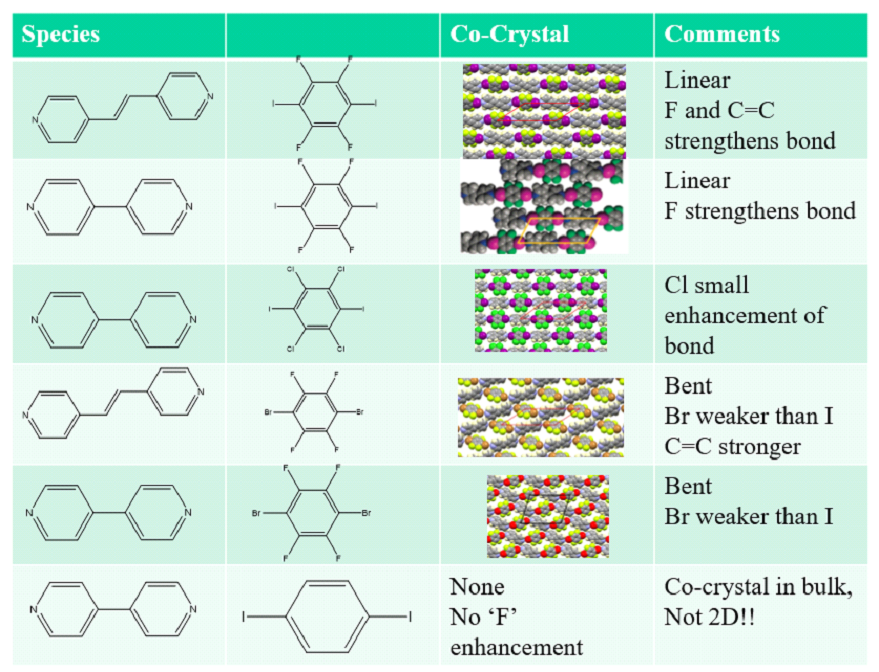 Species
Co-Crystal
Comments
N
N
F
F
I
I
F
F
Linear
F and C=C
strengthens bond
N
N
F
F
I
I
F
F
Linear
F strengthens bond
N
N
Cl
Cl
I
I
Cl
Cl
Cl small
enhancement of
bond
N
N
F
F
Br
Br
F
F
Bent
Br weaker than I
C=C stronger
N
N
F
F
Br
Br
F
F
Bent
Br weaker than I
N
N
I
I
None
No ‘F’
enhancement
Co-crystal in bulk,
Not 2D!!